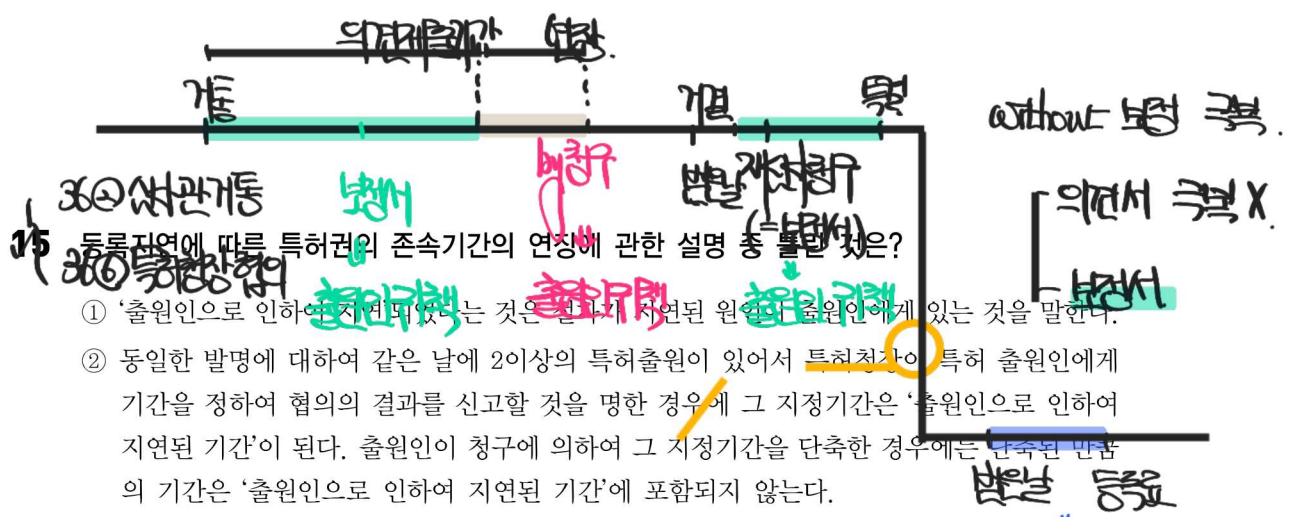 의견제출기간 연장.
거통 거결 특결 without 보정 극복.
36② 심사관거통 보정서 by 청구 받은날 재심사청구 의견서 극복 X
(=보정서)
15 등록지연에 따른 특허권의 존속기간의 연장에 관한 설명 중 틀린 것은?
36⑥ 특허청장 협의 출원인 귀책 출원인 귀책 보정서
① ‘출원인으로 인하여 지연되었다’는 것은 지연된 원인이 출원인에게 있는 것을 말한다.
② 동일한 발명에 대하여 같은 날에 2이상의 특허출원이 있어서 특허청장이 특허 출원인에게
기간을 정하여 협의의 결과를 신고할 것을 명한 경우에 그 지정기간은 ‘출원인으로 인하여
지연된 기간’이 된다. 출원인이 청구에 의하여 그 지정기간을 단축한 경우에는 단축된 만큼
의 기간은 ‘출원인으로 인하여 지연된 기간’에 포함되지 않는다.
받은날 등록료